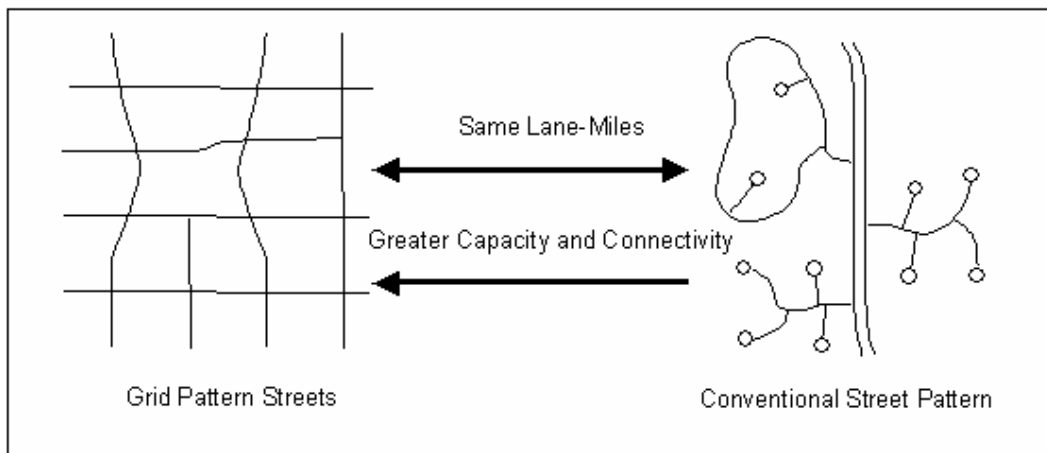 Same Lane-Miles
Greater Capacity and Connectivity
Grid Pattern Streets
Conventional Street Pattern